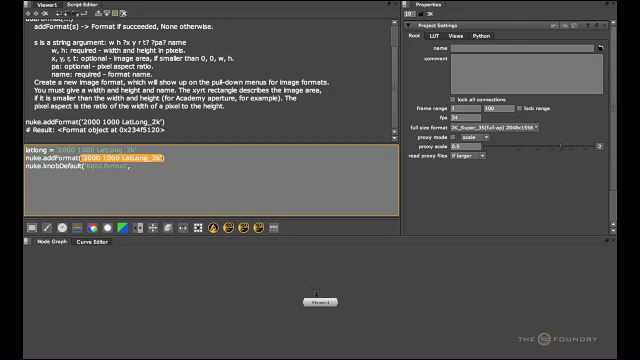 Viewer1
Script Editor
addFormat(s) -> Format if succeeded, None otherwise.
s is a string argument: w h ?x y r t? ?pa? name
w, h: required - width and height in pixels.
x, y, r, t: optional - image area, if smaller than 0, 0, w, h.
pa: optional - pixel aspect ratio.
name: required - format name.
Create a new image format, which will show up on the pull-down menus for image formats.
You must give a width and height and name. The xyrt rectangle describes the image area,
if it is smaller than the width and height (for Academy aperture, for example). The
pixel aspect is the ratio of the width of a pixel to the height.
nuke.addFormat('2000 1000 LatLong_2k')
# Result: <Format object at 0x234f5120>
latlong = '2000 1000 LatLong_2k'
nuke.addFormat('2000 1000 LatLong_2k')
nuke.knobDefault('Root.format',
Node Graph
Curve Editor
Viewer1
Properties
10
Project Settings
Root
LUT
Views
Python
name
comment
lock all connections
frame range
1
100
lock range
fps
24
full size format
2K_Super_35(full-ap) 2048x1556
proxy mode
scale
proxy scale
0.5
2
read proxy files
if larger
THE FOUNDRY